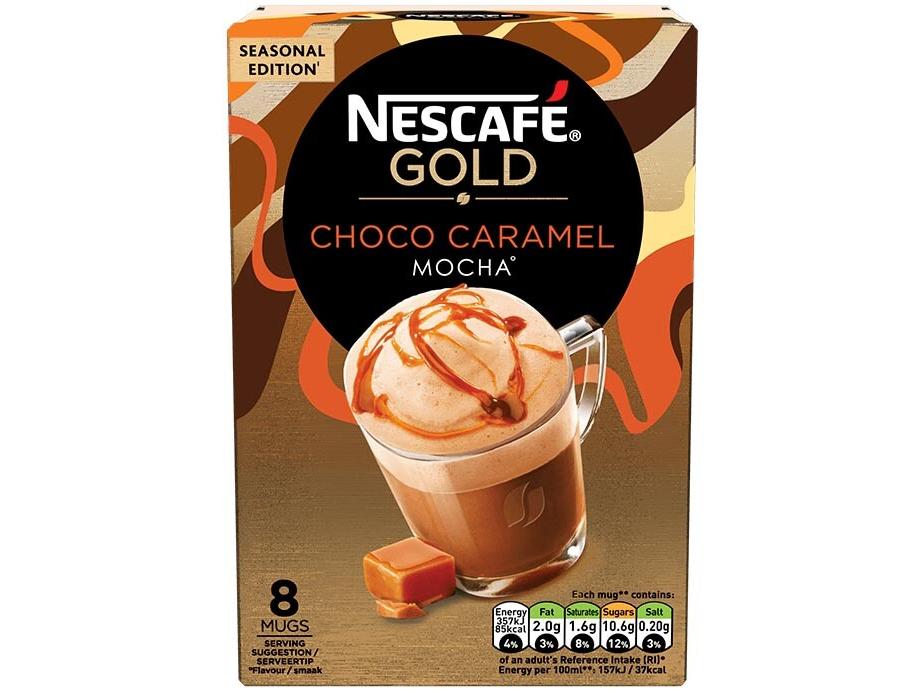 SEASONAL
EDITION¹
NESCAFÉ®
GOLD
CHOCO CARAMEL
MOCHA°
8
MUGS
SERVING
SUGGESTION /
SERVEERTIP
°Flavour / smaak
Each mug** contains:
Energy Fat Saturates Sugars Salt
357kJ
85kcal 2.0g 1.6g 10.6g 0.20g
4% 3% 8% 12% 3%
of an adult's Reference Intake (RI)*
Energy per 100ml**: 157kJ / 37kcal